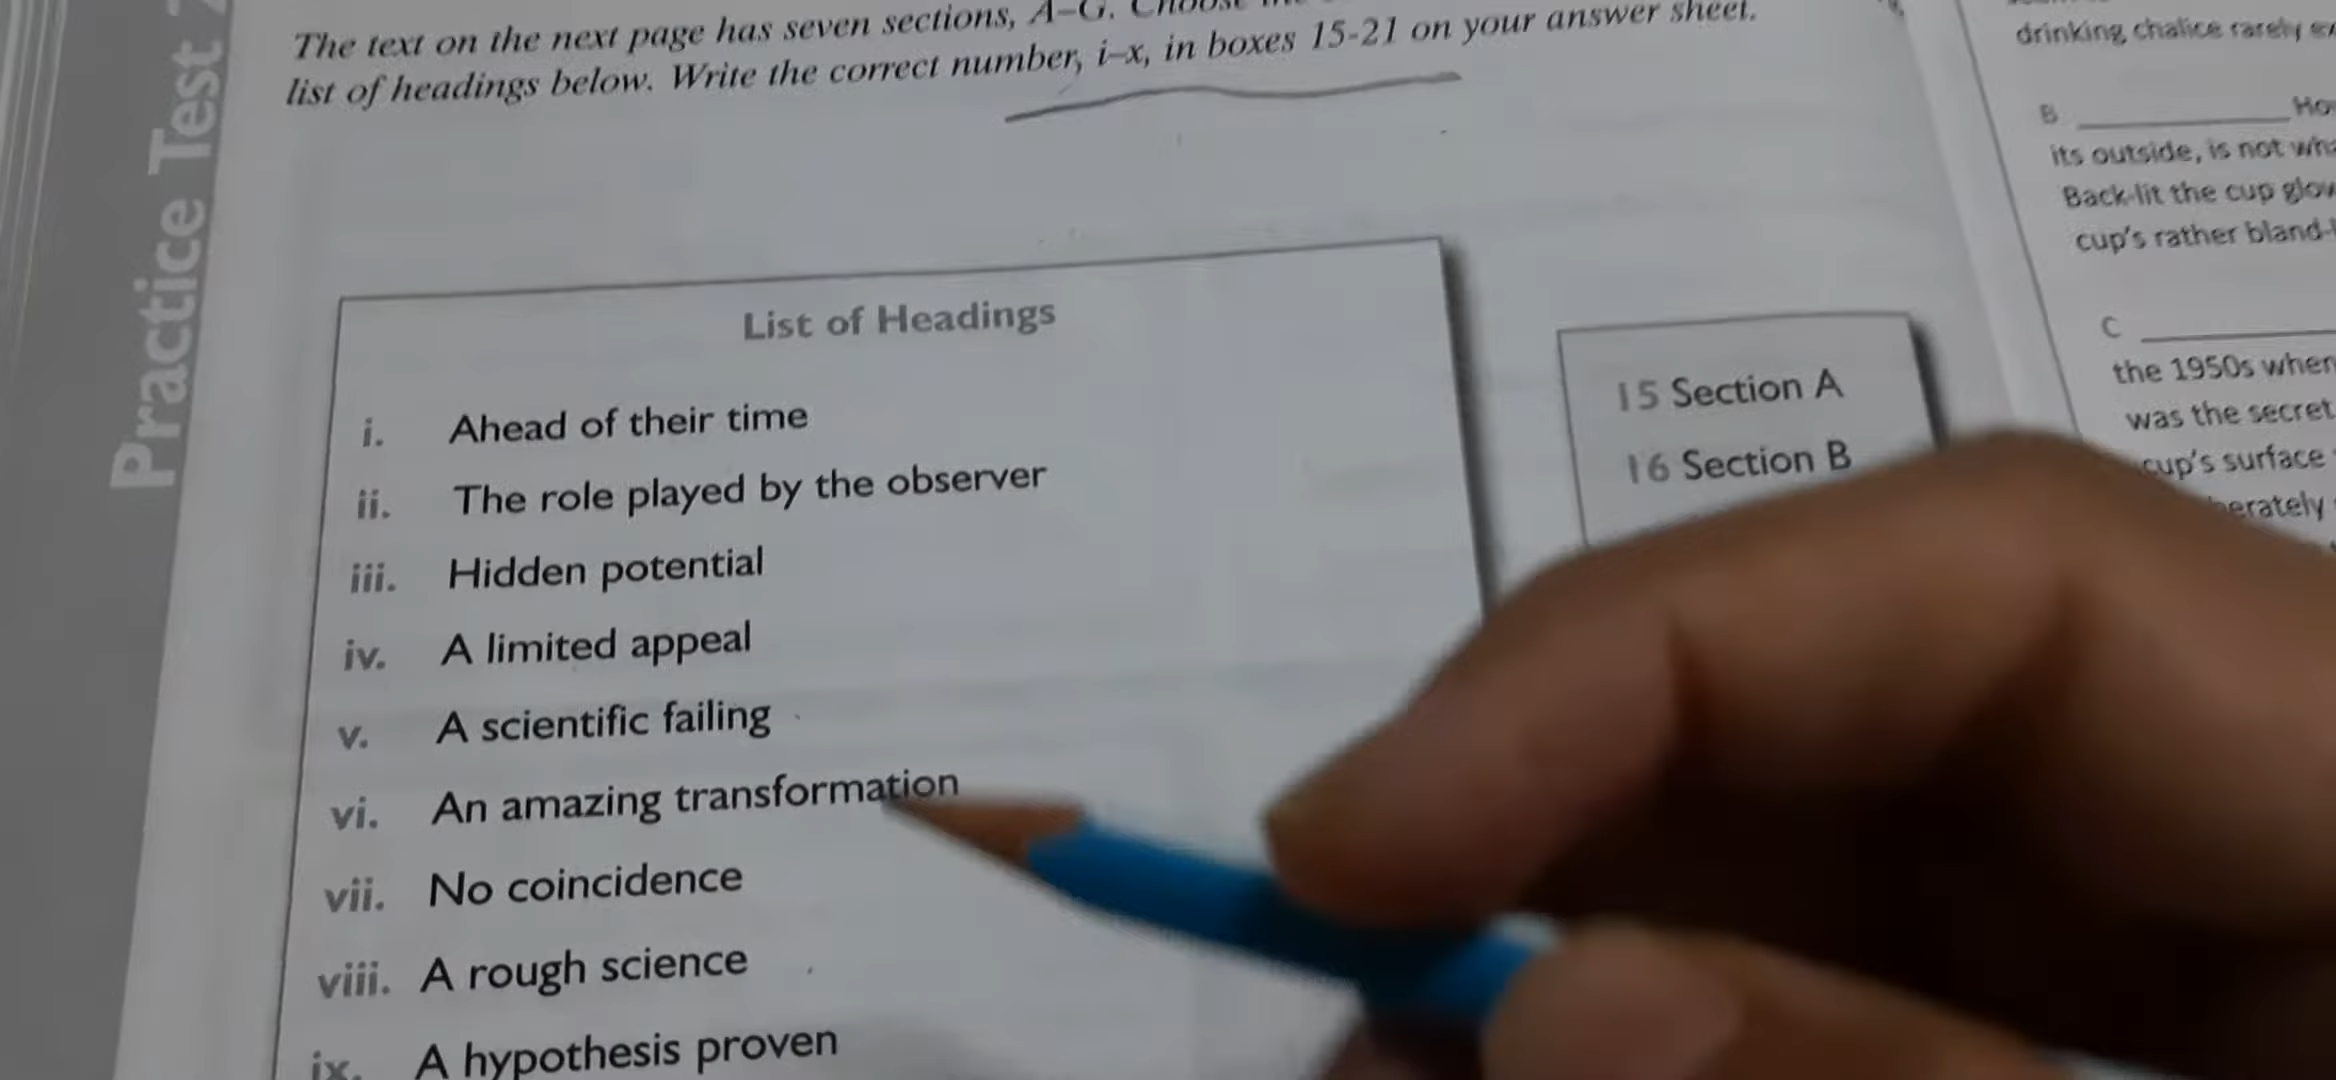 Practice Test 2
The text on the next page has seven sections, A–G.
list of headings below. Write the correct number, i–x, in boxes 15-21 on your answer sheet.
List of Headings
i. Ahead of their time
ii. The role played by the observer
iii. Hidden potential
iv. A limited appeal
v. A scientific failing
vi. An amazing transformation
vii. No coincidence
viii. A rough science
ix. A hypothesis proven
15 Section A
16 Section B
drinking chalice rarely
B
its outside, is not
Back-lit the cup
cup's rather bland-
C
the 1950s when
was the secret
cup's surface